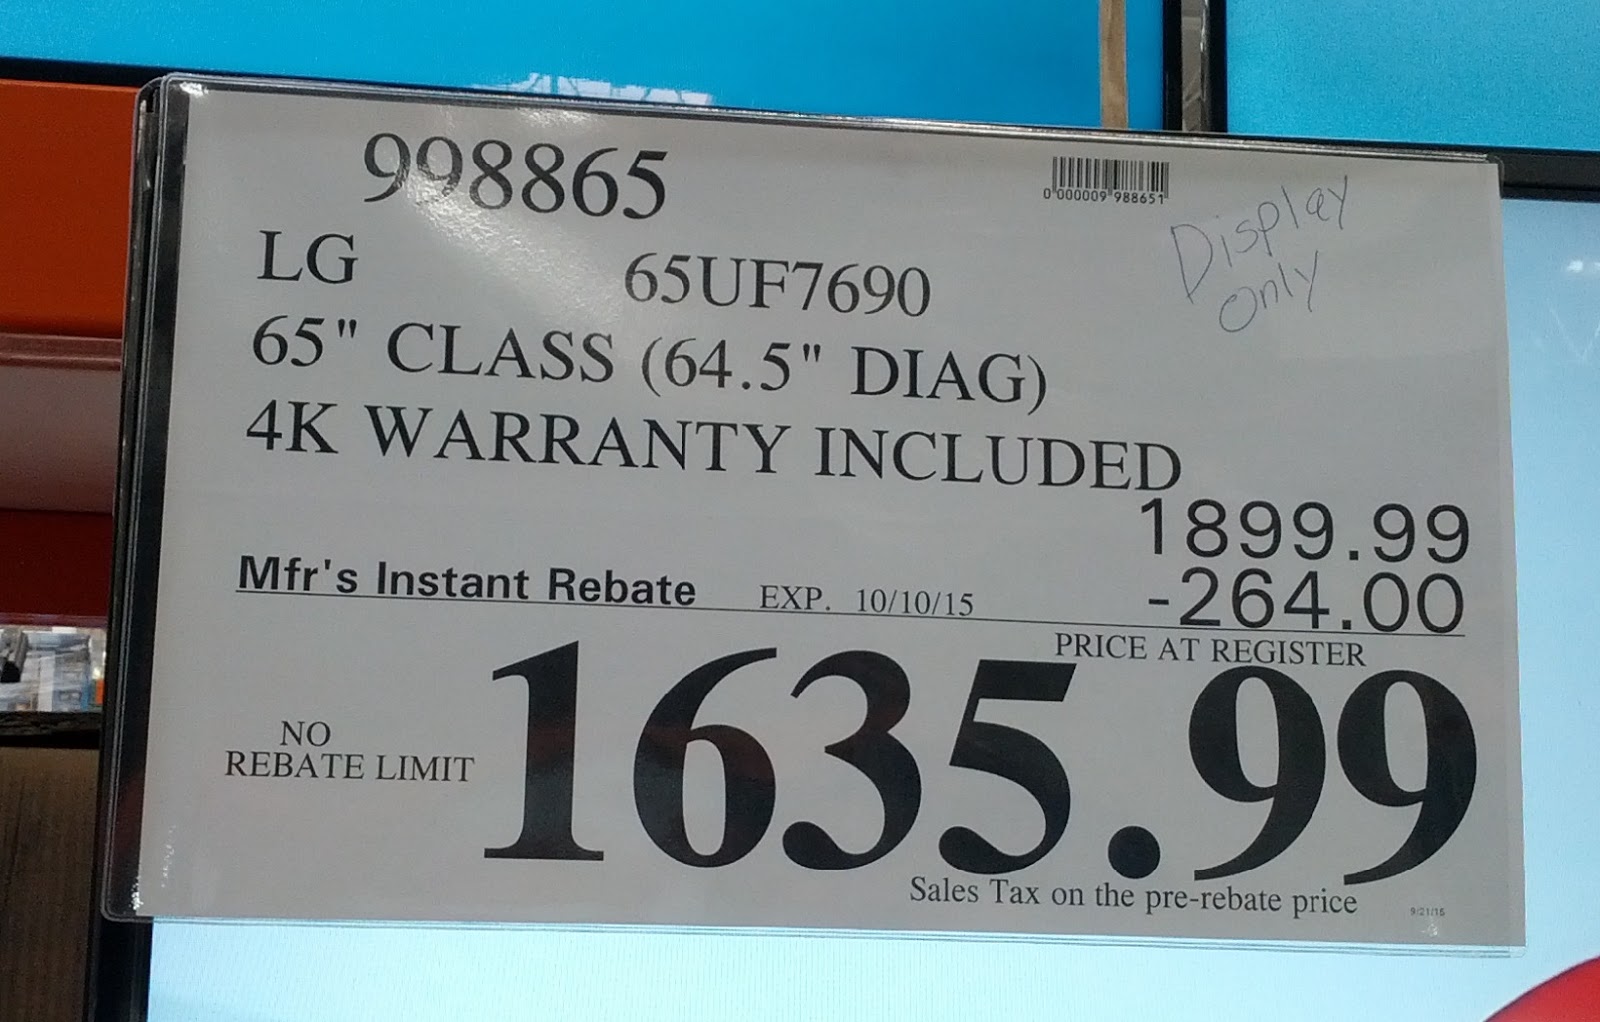 998865
0 000009 988651
Display
Only
LG 65UF7690
65" CLASS (64.5" DIAG)
4K WARRANTY INCLUDED
1899.99
Mfr's Instant Rebate EXP. 10/10/15 -264.00
PRICE AT REGISTER
NO
REBATE LIMIT
1635.99
Sales Tax on the pre-rebate price
9/21/15